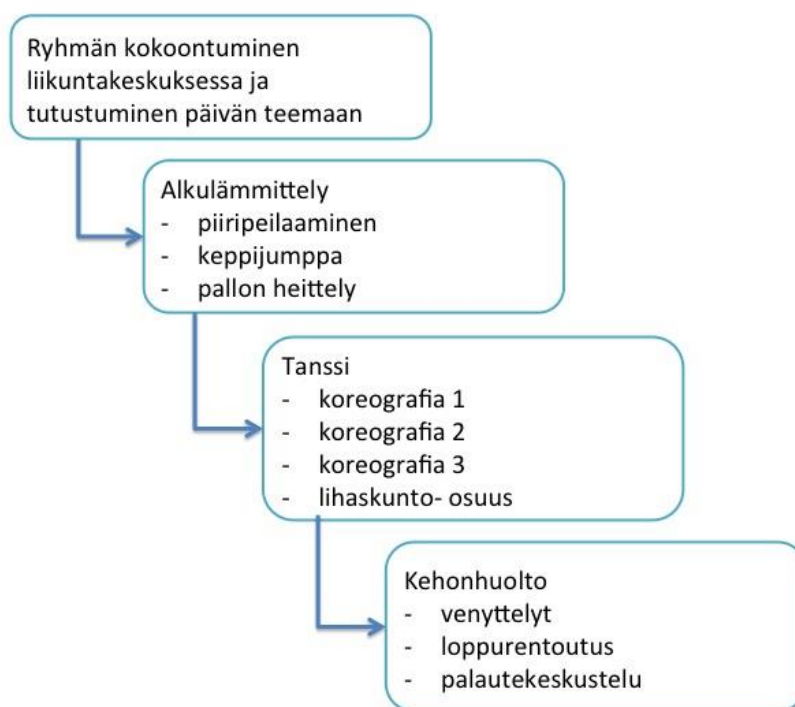 Ryhmän kokoontuminen
liikuntakeskuksessa ja
tutustuminen päivän teemaan
Alkulämmittely
- piiripeilaaminen
- keppijumppa
- pallon heittely
Tanssi
- koreografia 1
- koreografia 2
- koreografia 3
- lihaskunto- osuus
Kehonhuolto
- venyttelyt
- loppurentoutus
- palautekeskustelu